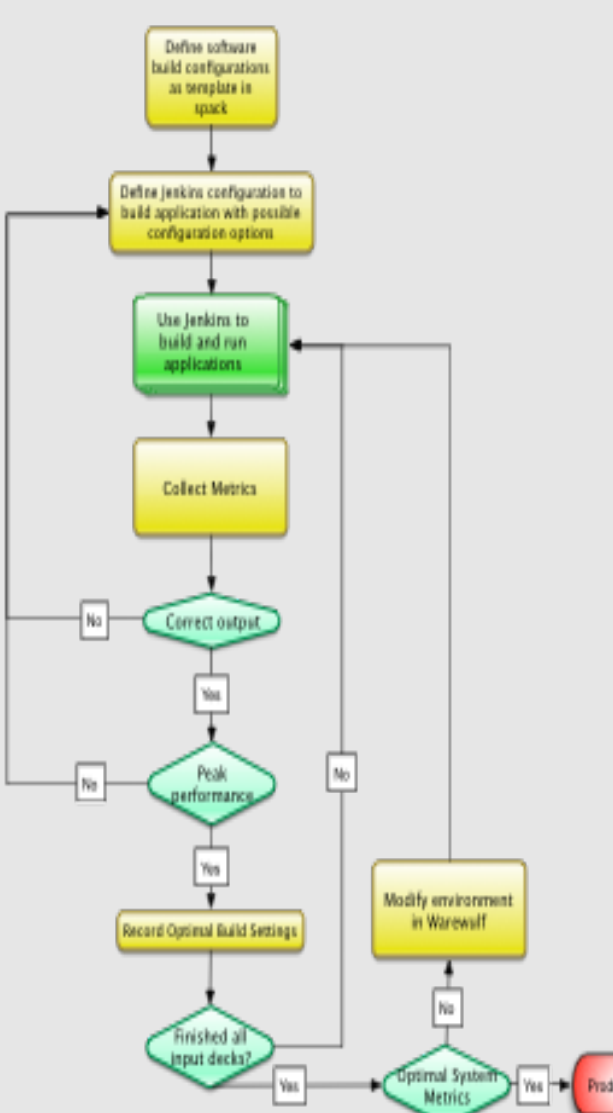 Define software
build configurations
as template in
spack
Define Jenkins configuration to
build application with possible
configuration options
Use Jenkins to
build and run
applications
Collect Metrics
Correct output
No
Yes
Peak
performance
No
No
Yes
Record Optimal Build Settings
Modify environment
in Warewulf
No
Finished all
input decks?
Yes
Optimal System
Metrics
Yes
Prod